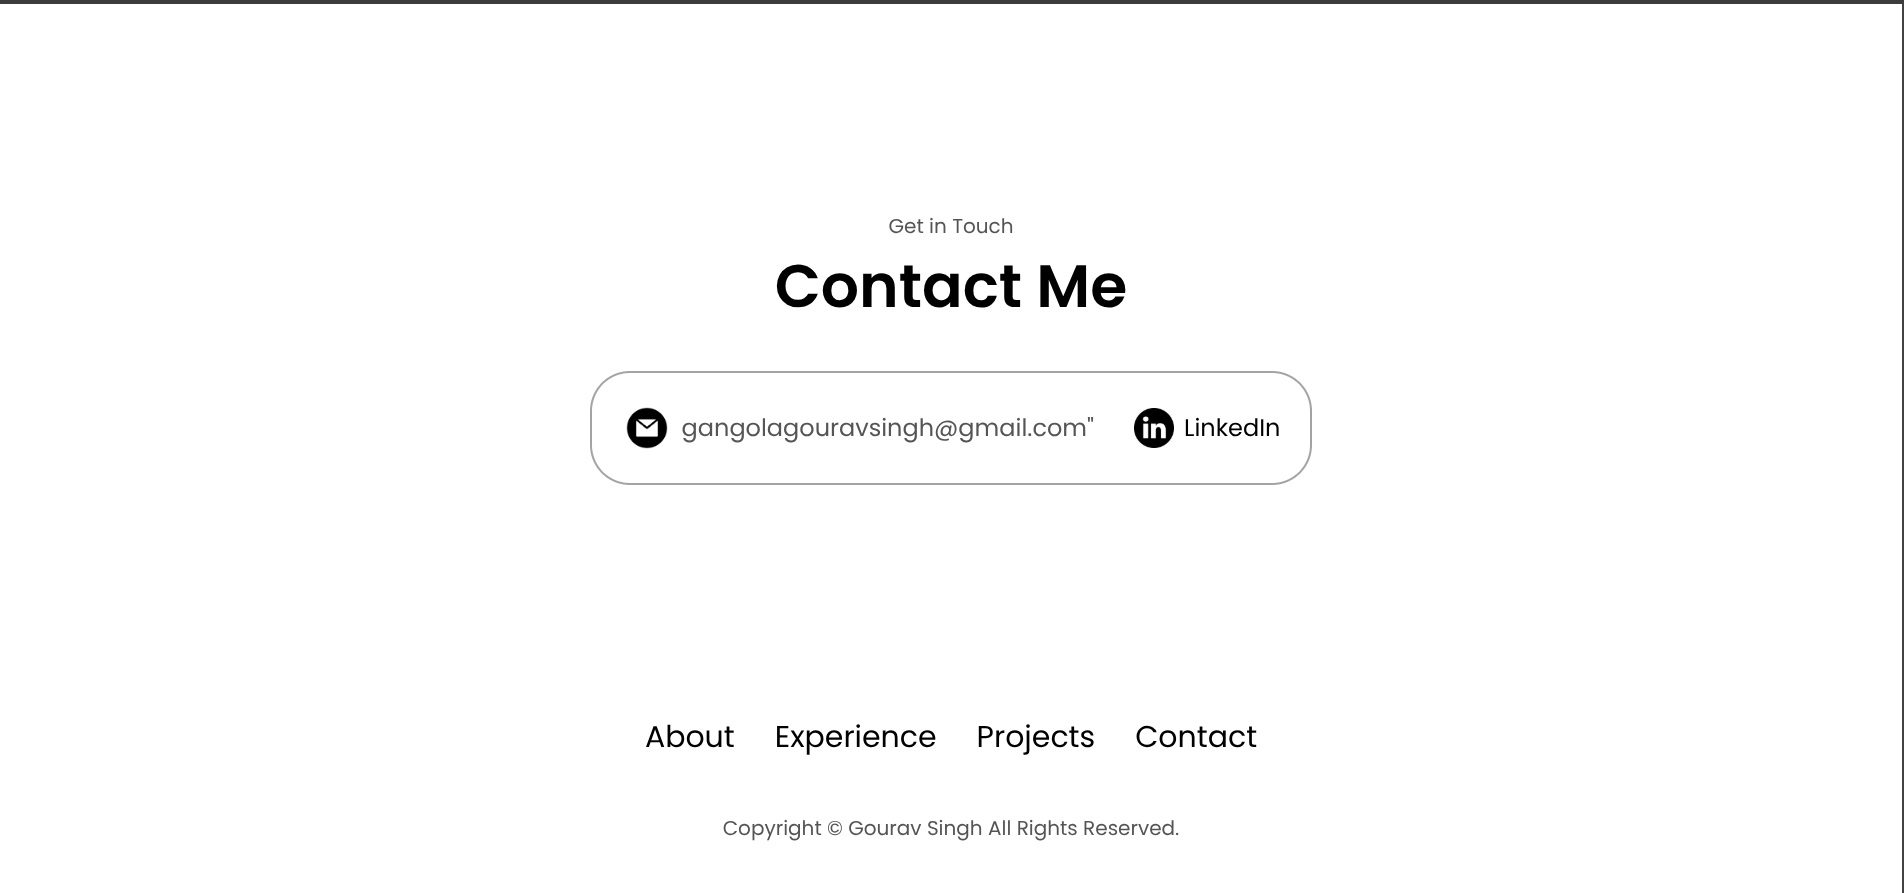 Get in Touch
Contact Me
gangolagouravsingh@gmail.com" in LinkedIn
About Experience Projects Contact
Copyright © Gourav Singh All Rights Reserved.